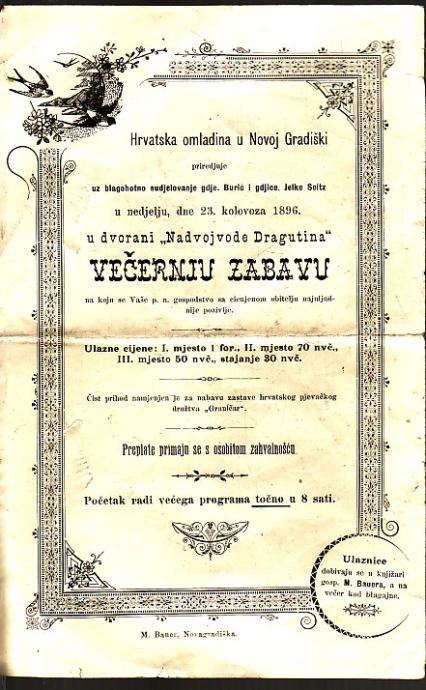 Hrvatska omladina u Novoj Gradiški
priredjuje
uz blagohotno sudjelovanje gdje. Burić i gdjice. Jelke Seitz
u nedjelju, dne 23. kolovoza 1896.
u dvorani „Nadvojvode Dragutina“
VEČERNJU ZABAVU
na koju se Vaše p. n. gospodstvo sa cienjenom obitelju najuljud-
nije pozivlje.
Ulazne cijene: I. mjesto 1 for., II. mjesto 70 nvč.,
III. mjesto 50 nvč., stajanje 30 nvč.
Čist prihod namjenjen je za nabavu zastave hrvatskog pjevačkog
družtva „Graničar“.
Preplate primaju se s osobitom zahvalnošću.
Početak radi većega programa točno u 8 sati.
Ulaznice
dobivaju se u knjižari
gosp. M. Bauera, a na
večer kod blagajne.
M. Bauer, Novagradiška.